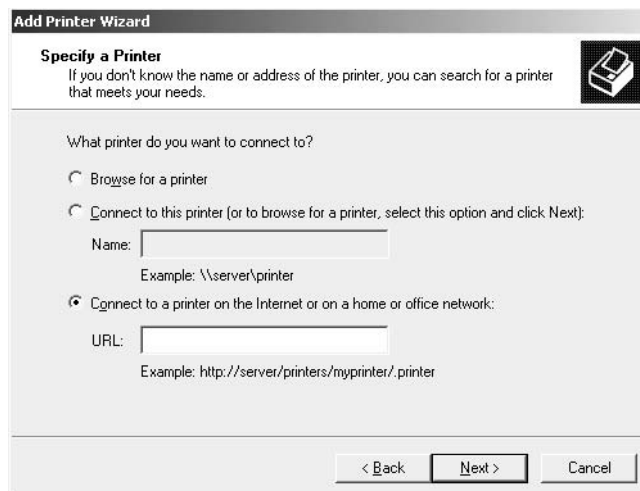 Add Printer Wizard
Specify a Printer
If you don't know the name or address of the printer, you can search for a printer
that meets your needs.
What printer do you want to connect to?
Browse for a printer
Connect to this printer (or to browse for a printer, select this option and click Next):
Name:
Example: \\server\printer
Connect to a printer on the Internet or on a home or office network:
URL:
Example: http://server/printers/myprinter/.printer
< Back Next > Cancel